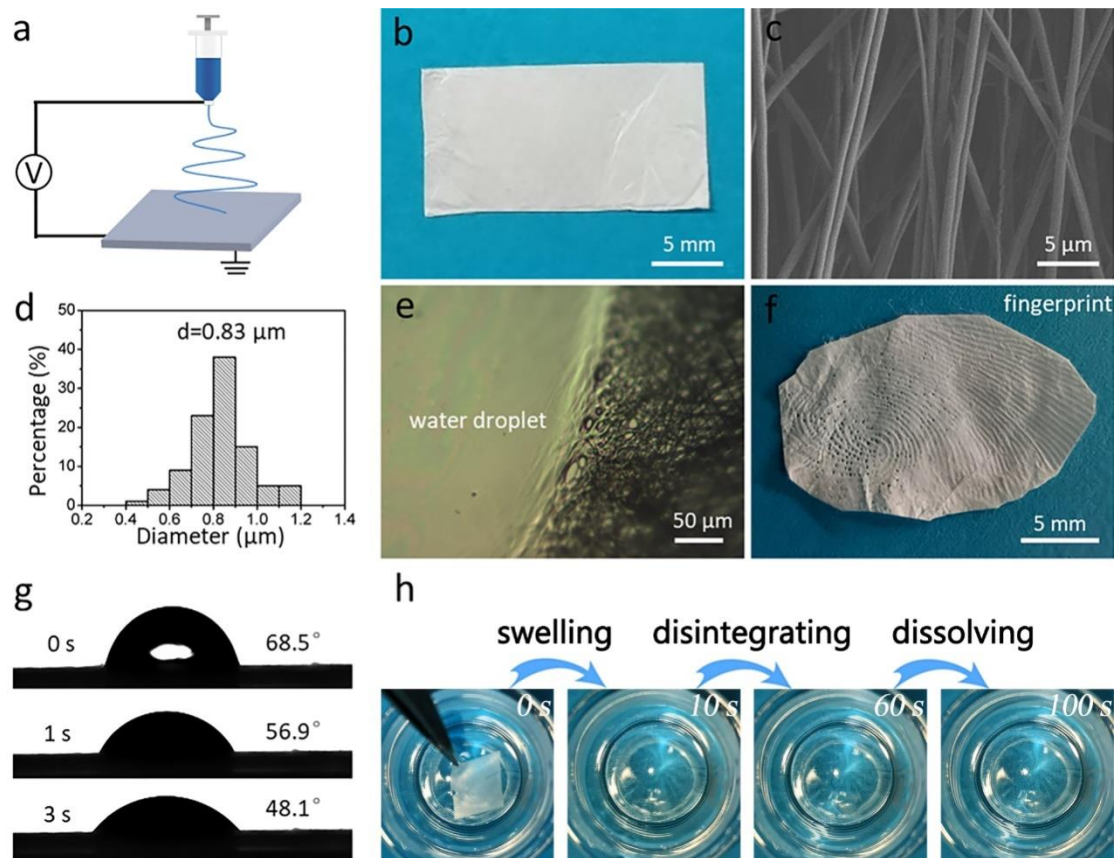 a
V
b
5 mm
c
5 μm
d
d=0.83 μm
Percentage (%)
50
40
30
20
10
0
0.2 0.4 0.6 0.8 1.0 1.2 1.4
Diameter (μm)
e
water droplet
50 μm
f
fingerprint
5 mm
g
0 s 68.5°
1 s 56.9°
3 s 48.1°
h
swelling disintegrating dissolving
0 s 10 s 60 s 100 s